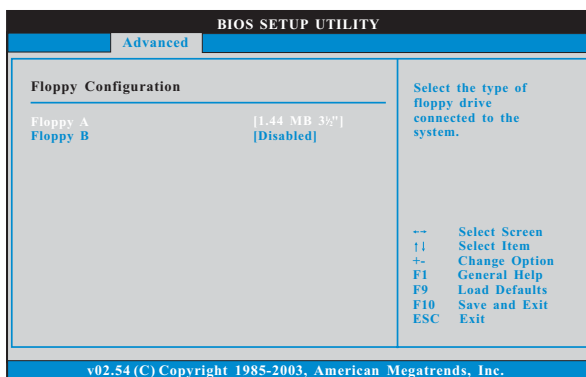 BIOS SETUP UTILITY
Advanced
Floppy Configuration
Floppy A [1.44 MB 3½"]
Floppy B [Disabled]
Select the type of
floppy drive
connected to the
system.
←→ Select Screen
↑↓ Select Item
+- Change Option
F1 General Help
F9 Load Defaults
F10 Save and Exit
ESC Exit
v02.54 (C) Copyright 1985-2003, American Megatrends, Inc.